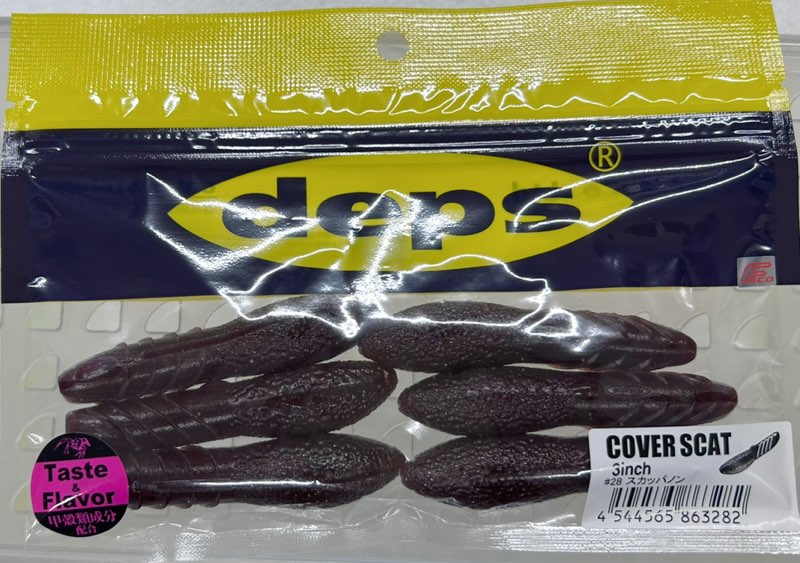 deps®
FECO
Taste
&
Flavor
甲殻類成分
配合
COVER SCAT
3inch
#28 スカッパノン
4 544565 863282